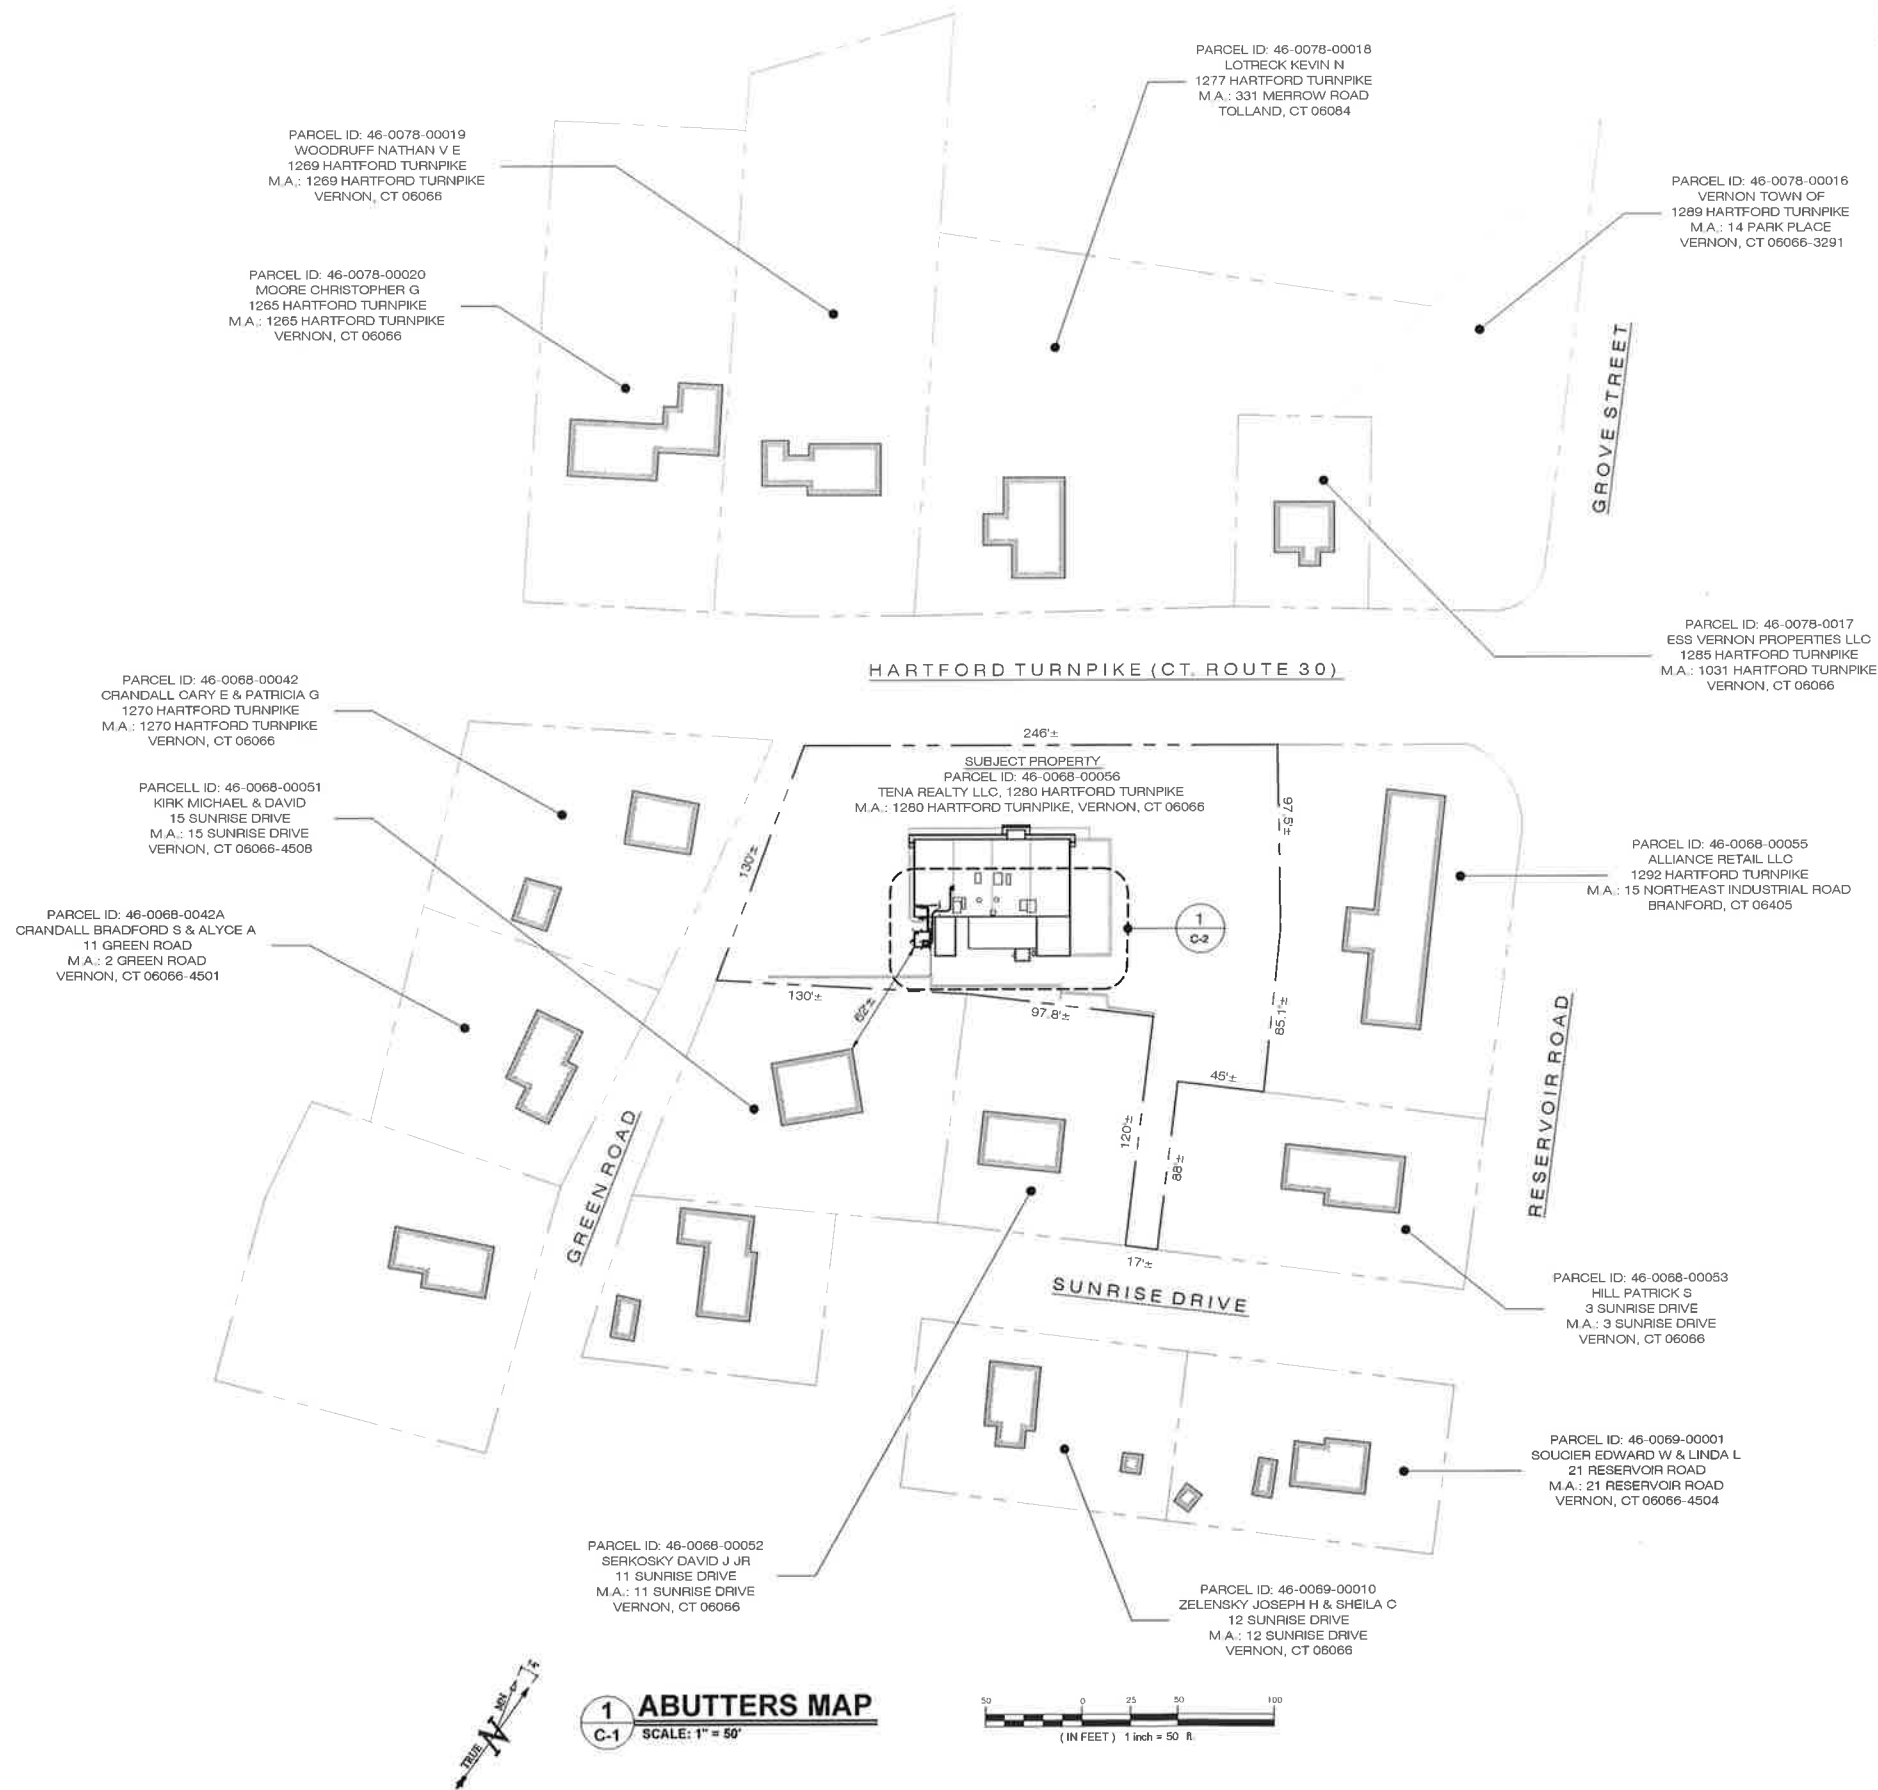 PARCEL ID: 46-0078-00018
LOTRECK KEVIN N
1277 HARTFORD TURNPIKE
M.A.: 331 MERROW ROAD
TOLLAND, CT 06084
PARCEL ID: 46-0078-00019
WOODRUFF NATHAN V E
1269 HARTFORD TURNPIKE
M.A.: 1269 HARTFORD TURNPIKE
VERNON, CT 06066
PARCEL ID: 46-0078-00016
VERNON TOWN OF
1289 HARTFORD TURNPIKE
M.A.: 14 PARK PLACE
VERNON, CT 06066-3291
PARCEL ID: 46-0078-00020
MOORE CHRISTOPHER G
1265 HARTFORD TURNPIKE
M.A.: 1265 HARTFORD TURNPIKE
VERNON, CT 06066
GROVE STREET
PARCEL ID: 46-0078-0017
ESS VERNON PROPERTIES LLC
1285 HARTFORD TURNPIKE
M.A.: 1031 HARTFORD TURNPIKE
VERNON, CT 06066
HARTFORD TURNPIKE (CT. ROUTE 30)
PARCEL ID: 46-0068-00042
CRANDALL CARY E & PATRICIA G
1270 HARTFORD TURNPIKE
M.A.: 1270 HARTFORD TURNPIKE
VERNON, CT 06066
246'±
SUBJECT PROPERTY
PARCEL ID: 46-0068-00056
TENA REALTY LLC, 1280 HARTFORD TURNPIKE
M.A.: 1280 HARTFORD TURNPIKE, VERNON, CT 06066
PARCELL ID: 46-0068-00051
KIRK MICHAEL & DAVID
15 SUNRISE DRIVE
M.A.: 15 SUNRISE DRIVE
VERNON, CT 06066-4508
97.5'±
130'±
PARCEL ID: 46-0068-00055
ALLIANCE RETAIL LLC
1292 HARTFORD TURNPIKE
M.A.: 15 NORTHEAST INDUSTRIAL ROAD
BRANFORD, CT 06405
PARCEL ID: 46-0068-0042A
CRANDALL BRADFORD S & ALYCE A
11 GREEN ROAD
M.A.: 2 GREEN ROAD
VERNON, CT 06066-4501
1
C-2
130'±
62'±
97.8'±
85.1'±
45'±
120'±
88'±
17'±
RESERVOIR ROAD
GREEN ROAD
SUNRISE DRIVE
PARCEL ID: 46-0068-00053
HILL PATRICK S
3 SUNRISE DRIVE
M.A.: 3 SUNRISE DRIVE
VERNON, CT 06066
PARCEL ID: 46-0069-00001
SOUCIER EDWARD W & LINDA L
21 RESERVOIR ROAD
M.A.: 21 RESERVOIR ROAD
VERNON, CT 06066-4504
PARCEL ID: 46-0068-00052
SERKOSKY DAVID J JR
11 SUNRISE DRIVE
M.A.: 11 SUNRISE DRIVE
VERNON, CT 06066
PARCEL ID: 46-0069-00010
ZELENSKY JOSEPH H & SHEILA C
12 SUNRISE DRIVE
M.A.: 12 SUNRISE DRIVE
VERNON, CT 06066
TRUE N
MN
14°
1
C-1
ABUTTERS MAP
SCALE: 1" = 50'
50 0 25 50 100
( IN FEET ) 1 inch = 50 ft.